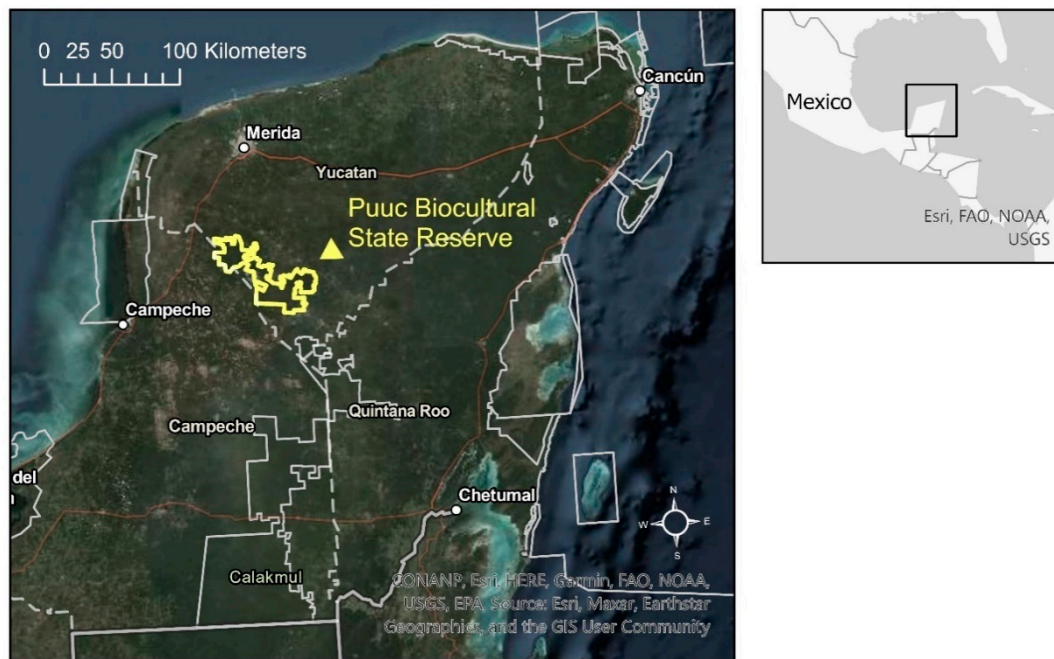 0 25 50 100 Kilometers
Cancún
Merida
Yucatan
Puuc Biocultural
State Reserve
Campeche
Campeche
Quintana Roo
del
Chetumal
N
W E
S
Calakmul
CONANP, Esri, HERE, Garmin, FAO, NOAA,
USGS, EPA, Source: Esri, Maxar, Earthstar
Geographics, and the GIS User Community
Mexico
Esri, FAO, NOAA,
USGS